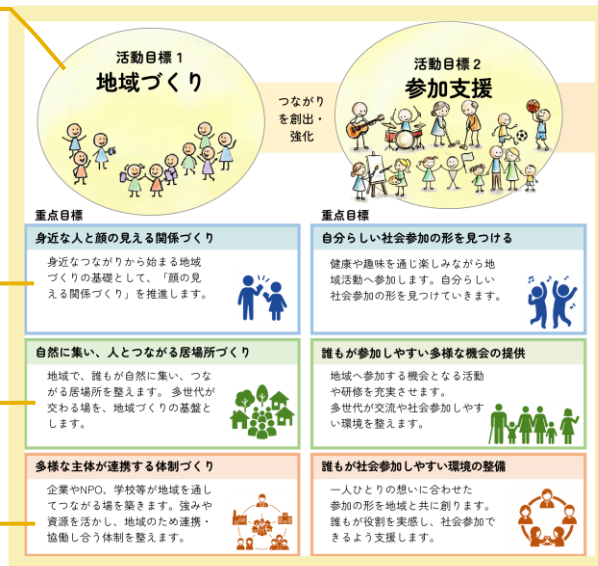 活動目標1
地域づくり
つながり
を創出・
強化
活動目標2
参加支援
重点目標
身近な人と顔の見える関係づくり
身近なつながりから始まる地域
づくりの基礎として、「顔の見
える関係づくり」を推進します。
自然に集い、人とつながる居場所づくり
地域で、誰もが自然に集い、つな
がる居場所を整えます。 多世代が
交わる場を、地域づくりの基盤と
します。
多様な主体が連携する体制づくり
企業やNPO、学校等が地域を通し
てつながる場を築きます。強みや
資源を活かし、地域のため連携・
協働し合う体制を整えます。
重点目標
自分らしい社会参加の形を見つける
健康や趣味を通じ楽しみながら地
域活動へ参加します。自分らしい
社会参加の形を見つけていきます。
誰もが参加しやすい多様な機会の提供
地域へ参加する機会となる活動
や研修を充実させます。
多世代が交流や社会参加しやす
い環境を整えます。
誰もが社会参加しやすい環境の整備
一人ひとりの想いに合わせた
参加の形を地域と共に創ります。
誰もが役割を実感し、社会参加で
きるよう支援します。